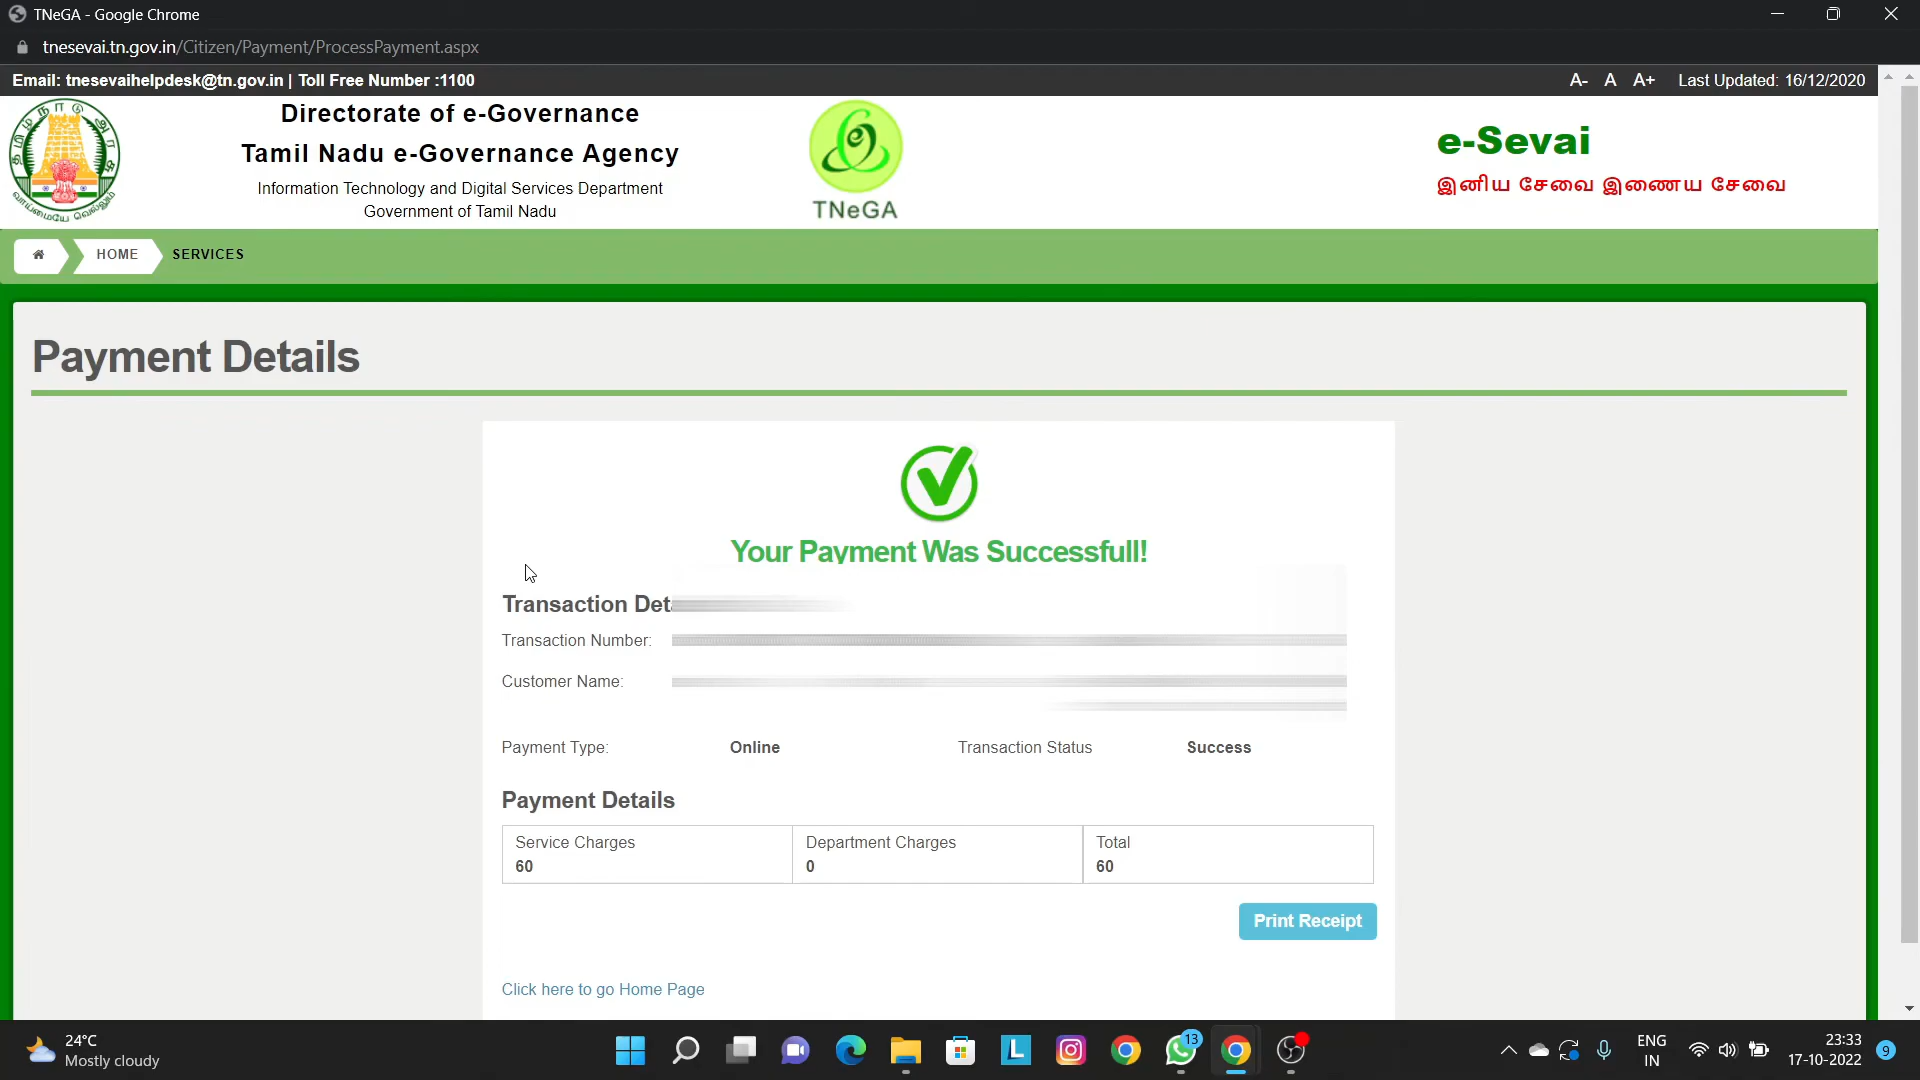 TNeGA - Google Chrome
tnesevai.tn.gov.in/Citizen/Payment/ProcessPayment.aspx
Email: tnesevaihelpdesk@tn.gov.in | Toll Free Number :1100
A- A A+ Last Updated: 16/12/2020
Directorate of e-Governance
Tamil Nadu e-Governance Agency
Information Technology and Digital Services Department
Government of Tamil Nadu
TNeGA
e-Sevai
இனிய சேவை இணைய சேவை
HOME SERVICES
Payment Details
Your Payment Was Successfull!
Transaction Det
Transaction Number:
Customer Name:
Payment Type: Online Transaction Status Success
Payment Details
Service Charges Department Charges Total
60 0 60
Print Receipt
Click here to go Home Page
24°C
Mostly cloudy
L
13
ENG
IN
23:33
17-10-2022
9